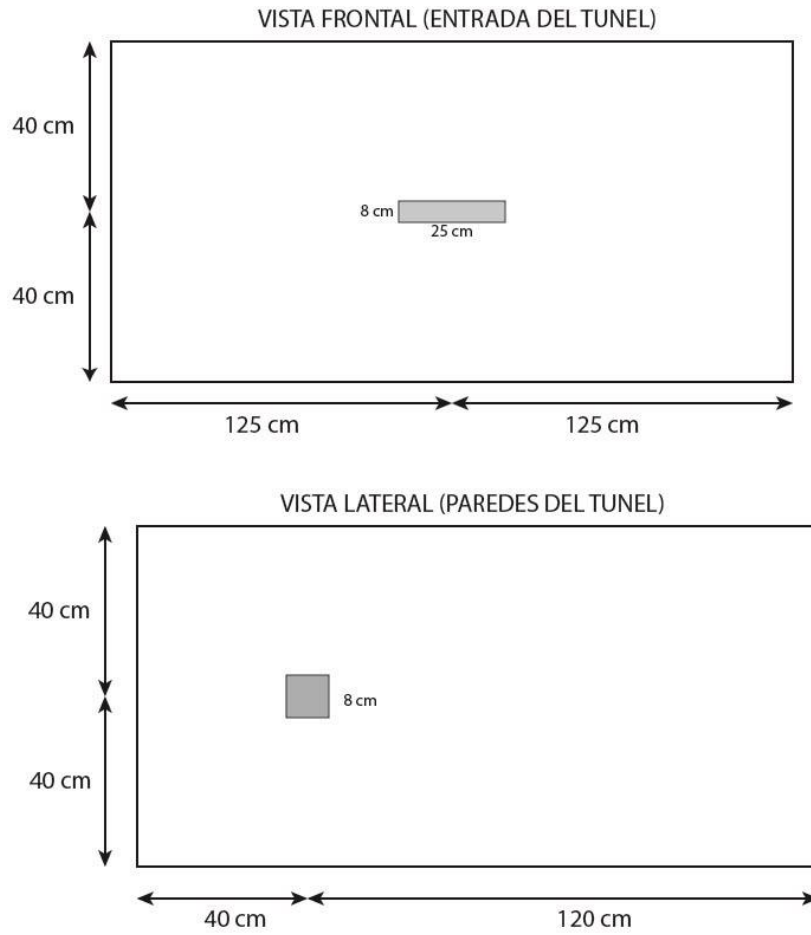 VISTA FRONTAL (ENTRADA DEL TUNEL)
40 cm
8 cm
25 cm
40 cm
125 cm
125 cm
VISTA LATERAL (PAREDES DEL TUNEL)
40 cm
8 cm
40 cm
40 cm
120 cm